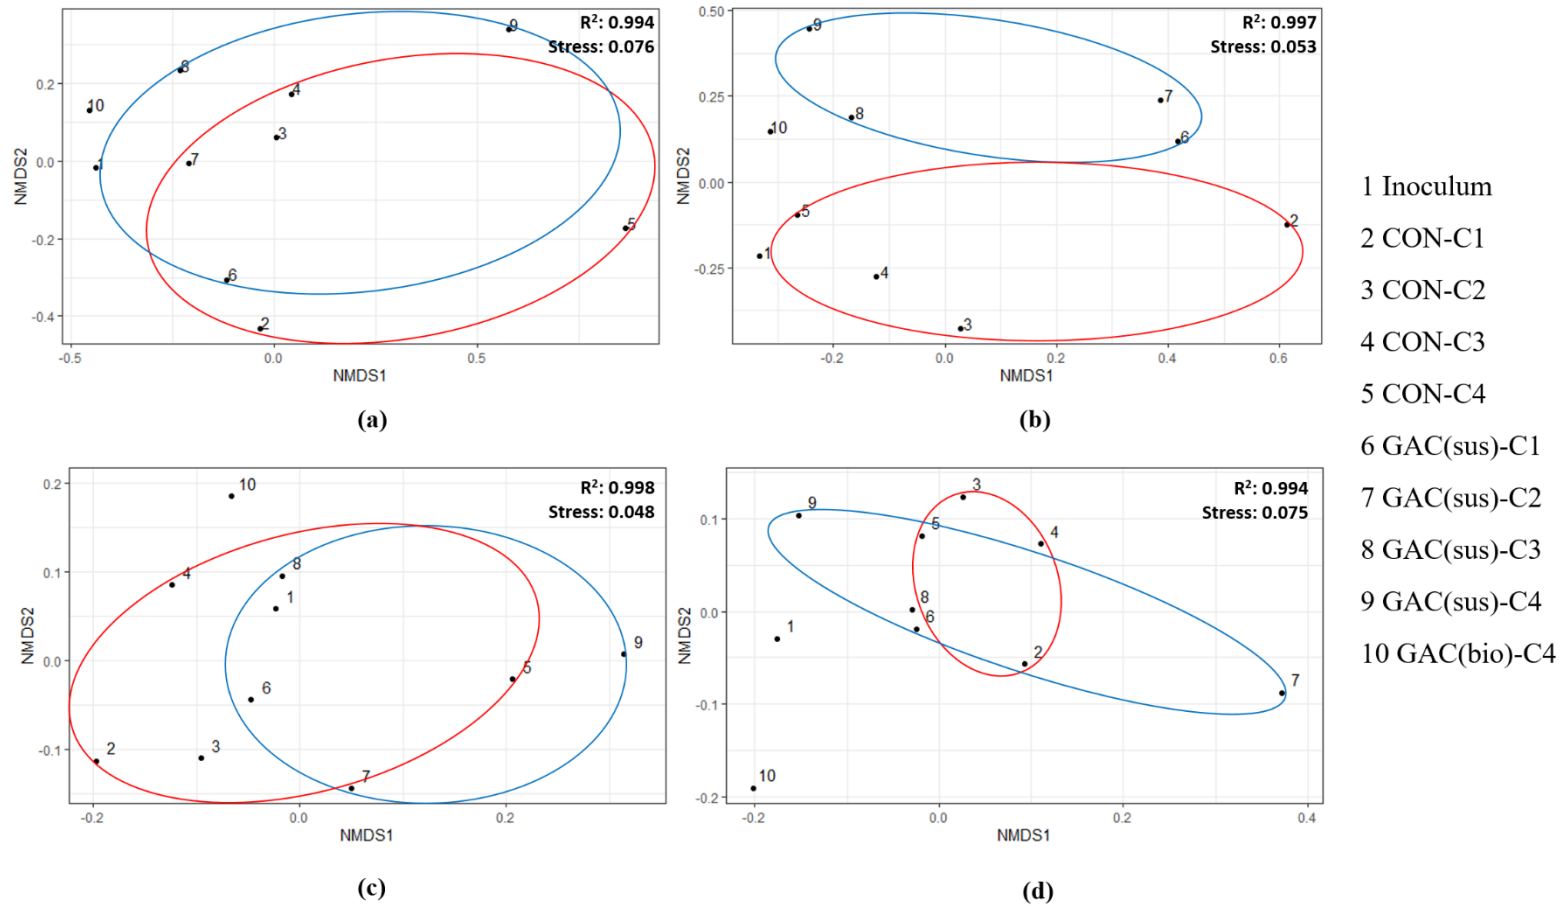 R²: 0.994
Stress: 0.076
9
8
4
10
3
7
1
5
6
2
0.2
0.0
-0.2
-0.4
NMDS2
-0.5
0.0
0.5
NMDS1
(a)
R²: 0.997
Stress: 0.053
9
7
8
10
6
5
2
1
4
3
0.50
0.25
0.00
-0.25
NMDS2
-0.2
0.0
0.2
0.4
0.6
NMDS1
(b)
R²: 0.998
Stress: 0.048
10
8
4
1
9
5
6
3
2
7
0.2
0.1
0.0
-0.1
NMDS2
-0.2
0.0
0.2
NMDS1
(c)
R²: 0.994
Stress: 0.075
3
9
5
4
8
6
1
2
7
10
0.1
0.0
-0.1
-0.2
NMDS2
-0.2
0.0
0.2
0.4
NMDS1
(d)
1 Inoculum
2 CON-C1
3 CON-C2
4 CON-C3
5 CON-C4
6 GAC(sus)-C1
7 GAC(sus)-C2
8 GAC(sus)-C3
9 GAC(sus)-C4
10 GAC(bio)-C4